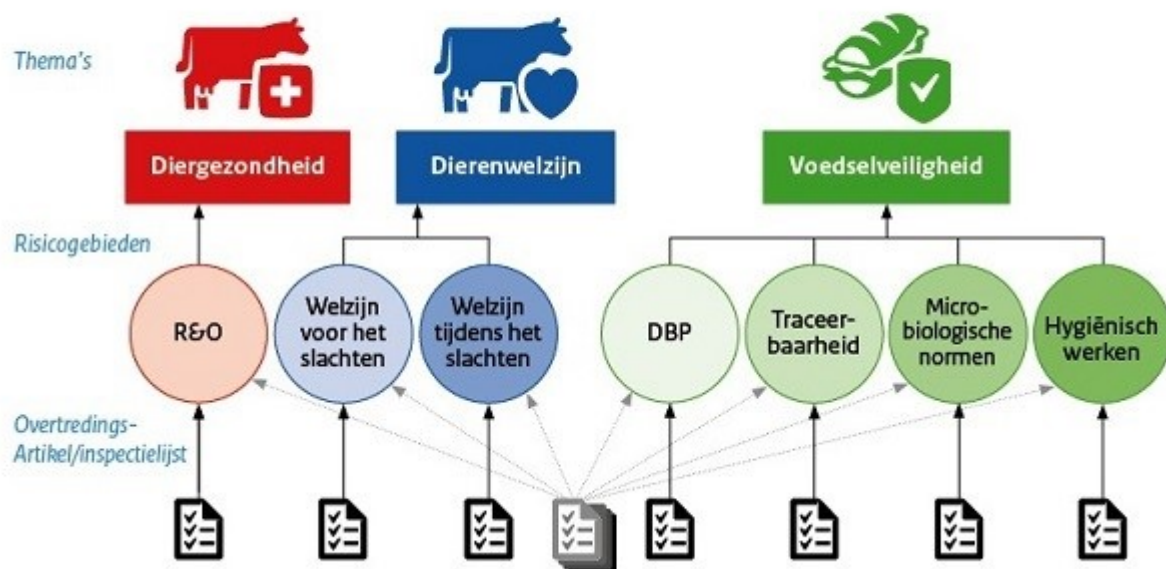 Thema's
Diergezondheid
Dierenwelzijn
Voedselveiligheid
Risicogebieden
R&O
Welzijn
voor het
slachten
Welzijn
tijdens het
slachten
DBP
Traceer-
baarheid
Micro-
biologische
normen
Hygiënisch
werken
Overtredings-
Artikel/inspectielijst